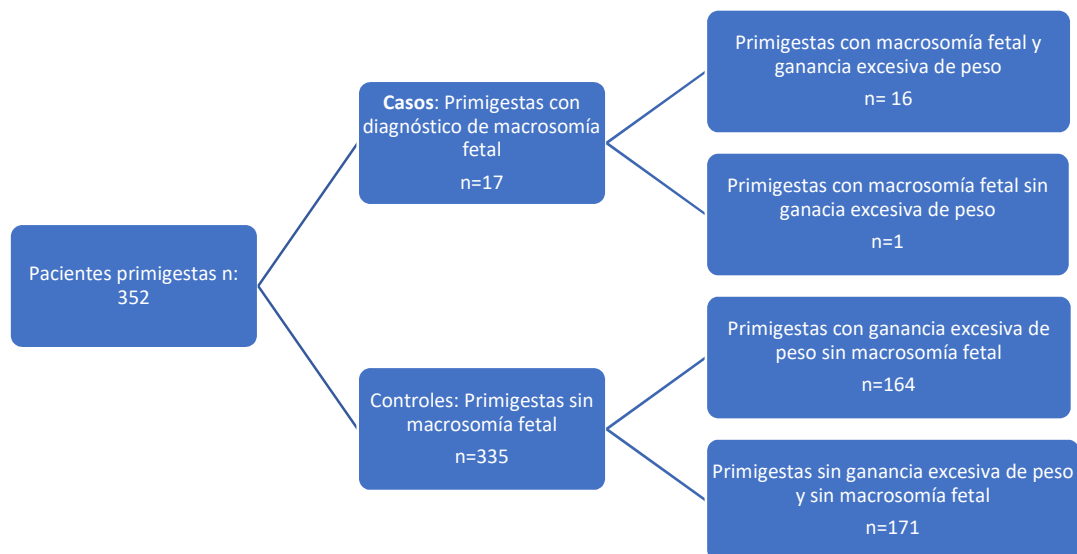 Pacientes primigestas n:
352
Casos: Primigestas con
diagnóstico de macrosomía
fetal
n=17
Primigestas con macrosomía fetal y
ganancia excesiva de peso
n= 16
Primigestas con macrosomía fetal sin
ganacia excesiva de peso
n=1
Controles: Primigestas sin
macrosomía fetal
n=335
Primigestas con ganancia excesiva de
peso sin macrosomía fetal
n=164
Primigestas sin ganancia excesiva de peso
y sin macrosomía fetal
n=171